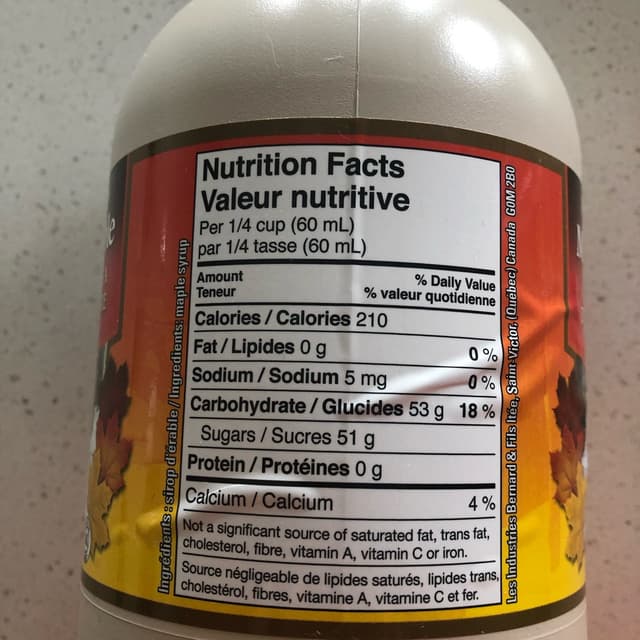 Nutrition Facts
Valeur nutritive
Per 1/4 cup (60 mL)
par 1/4 tasse (60 mL)
Amount % Daily Value
Teneur % valeur quotidienne
Calories / Calories 210
Fat / Lipides 0 g 0 %
Sodium / Sodium 5 mg 0 %
Carbohydrate / Glucides 53 g 18 %
Sugars / Sucres 51 g
Protein / Protéines 0 g
Calcium / Calcium 4 %
Not a significant source of saturated fat, trans fat,
cholesterol, fibre, vitamin A, vitamin C or iron.
Source négligeable de lipides saturés, lipides trans,
cholestérol, fibres, vitamine A, vitamine C et fer.
Ingrédients : sirop d'érable / Ingredients: maple syrup
Les Industries Bernard & Fils ltée, Saint-Victor, (Québec) Canada G0M 2B0